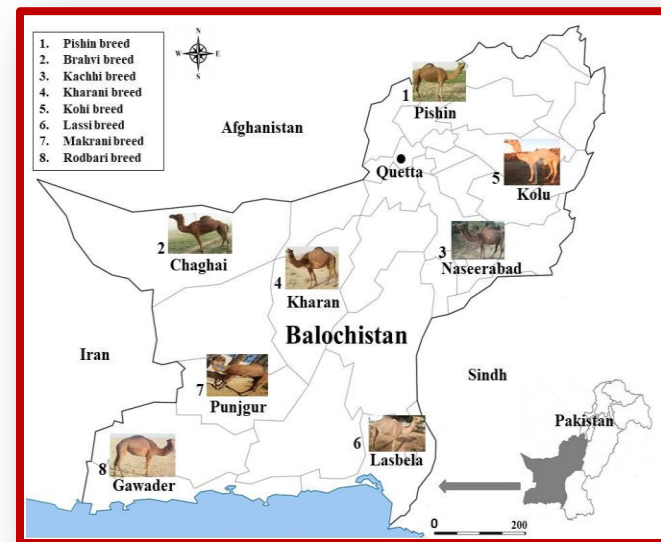 1. Pishin breed
2. Brahvi breed
3. Kachhi breed
4. Kharani breed
5. Kohi breed
6. Lassi breed
7. Makrani breed
8. Rodbari breed
N
W E
S
Afghanistan
1
Pishin
Quetta
5
Kolu
2
Chaghai
3
Naseerabad
4
Kharan
Balochistan
Iran
Sindh
7
Punjgur
Pakistan
6
Lasbela
8
Gawader
0 200